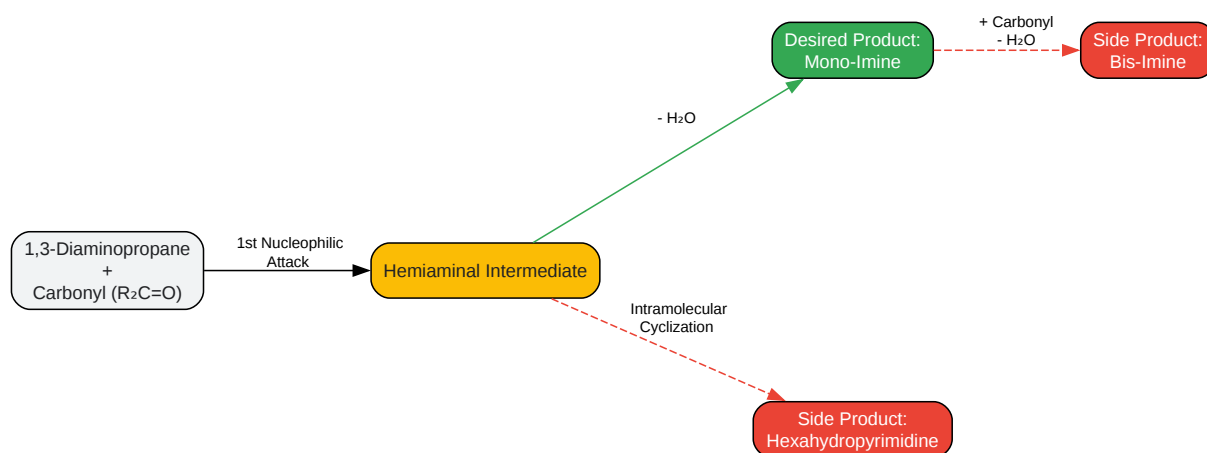 1,3-Diaminopropane
+
Carbonyl (R₂C=O)
1st Nucleophilic
Attack
Hemiaminal Intermediate
- H₂O
Desired Product:
Mono-Imine
+ Carbonyl
- H₂O
Side Product:
Bis-Imine
Intramolecular
Cyclization
Side Product:
Hexahydropyrimidine